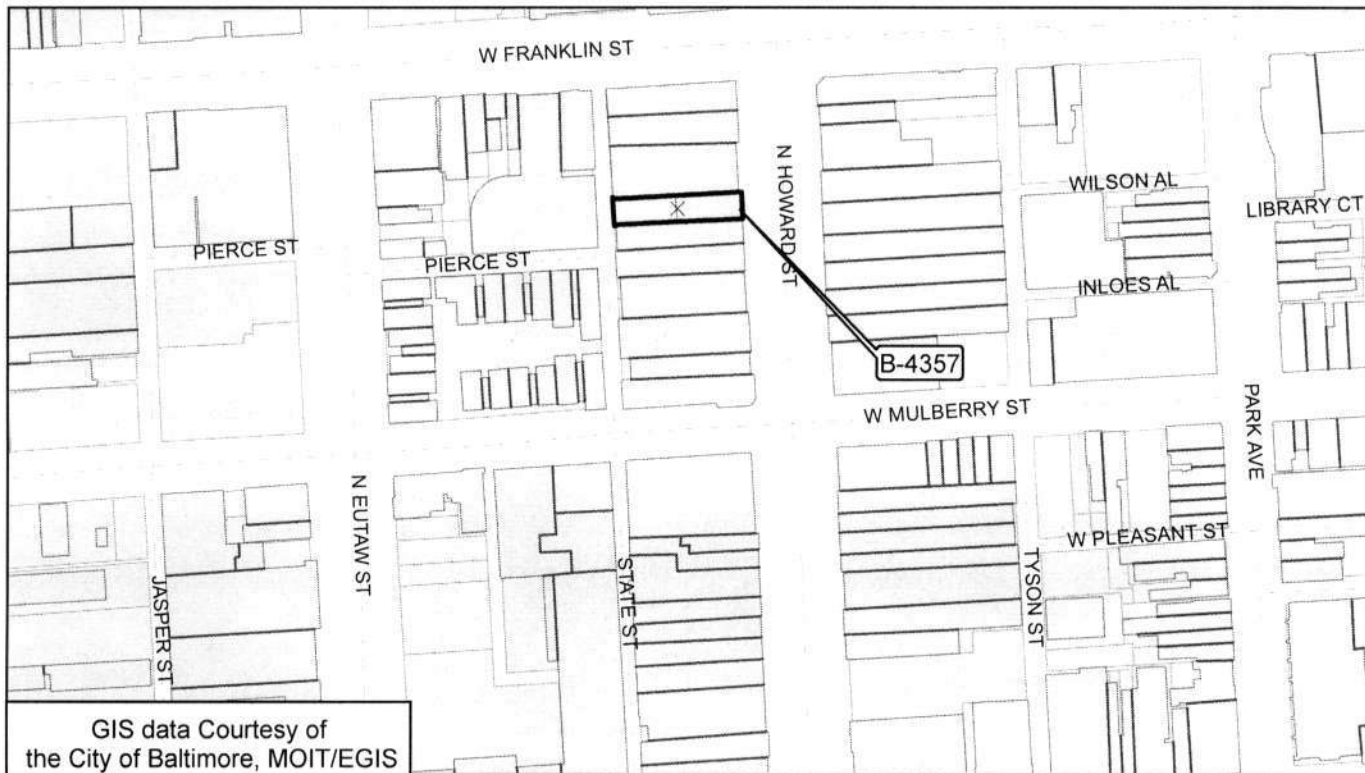 W FRANKLIN ST
N HOWARD ST
WILSON AL
LIBRARY CT
PIERCE ST
PIERCE ST
INLOES AL
B-4357
W MULBERRY ST
PARK AVE
N EUTAW ST
W PLEASANT ST
STATE ST
TYSON ST
JASPER ST
GIS data Courtesy of
the City of Baltimore, MOIT/EGIS